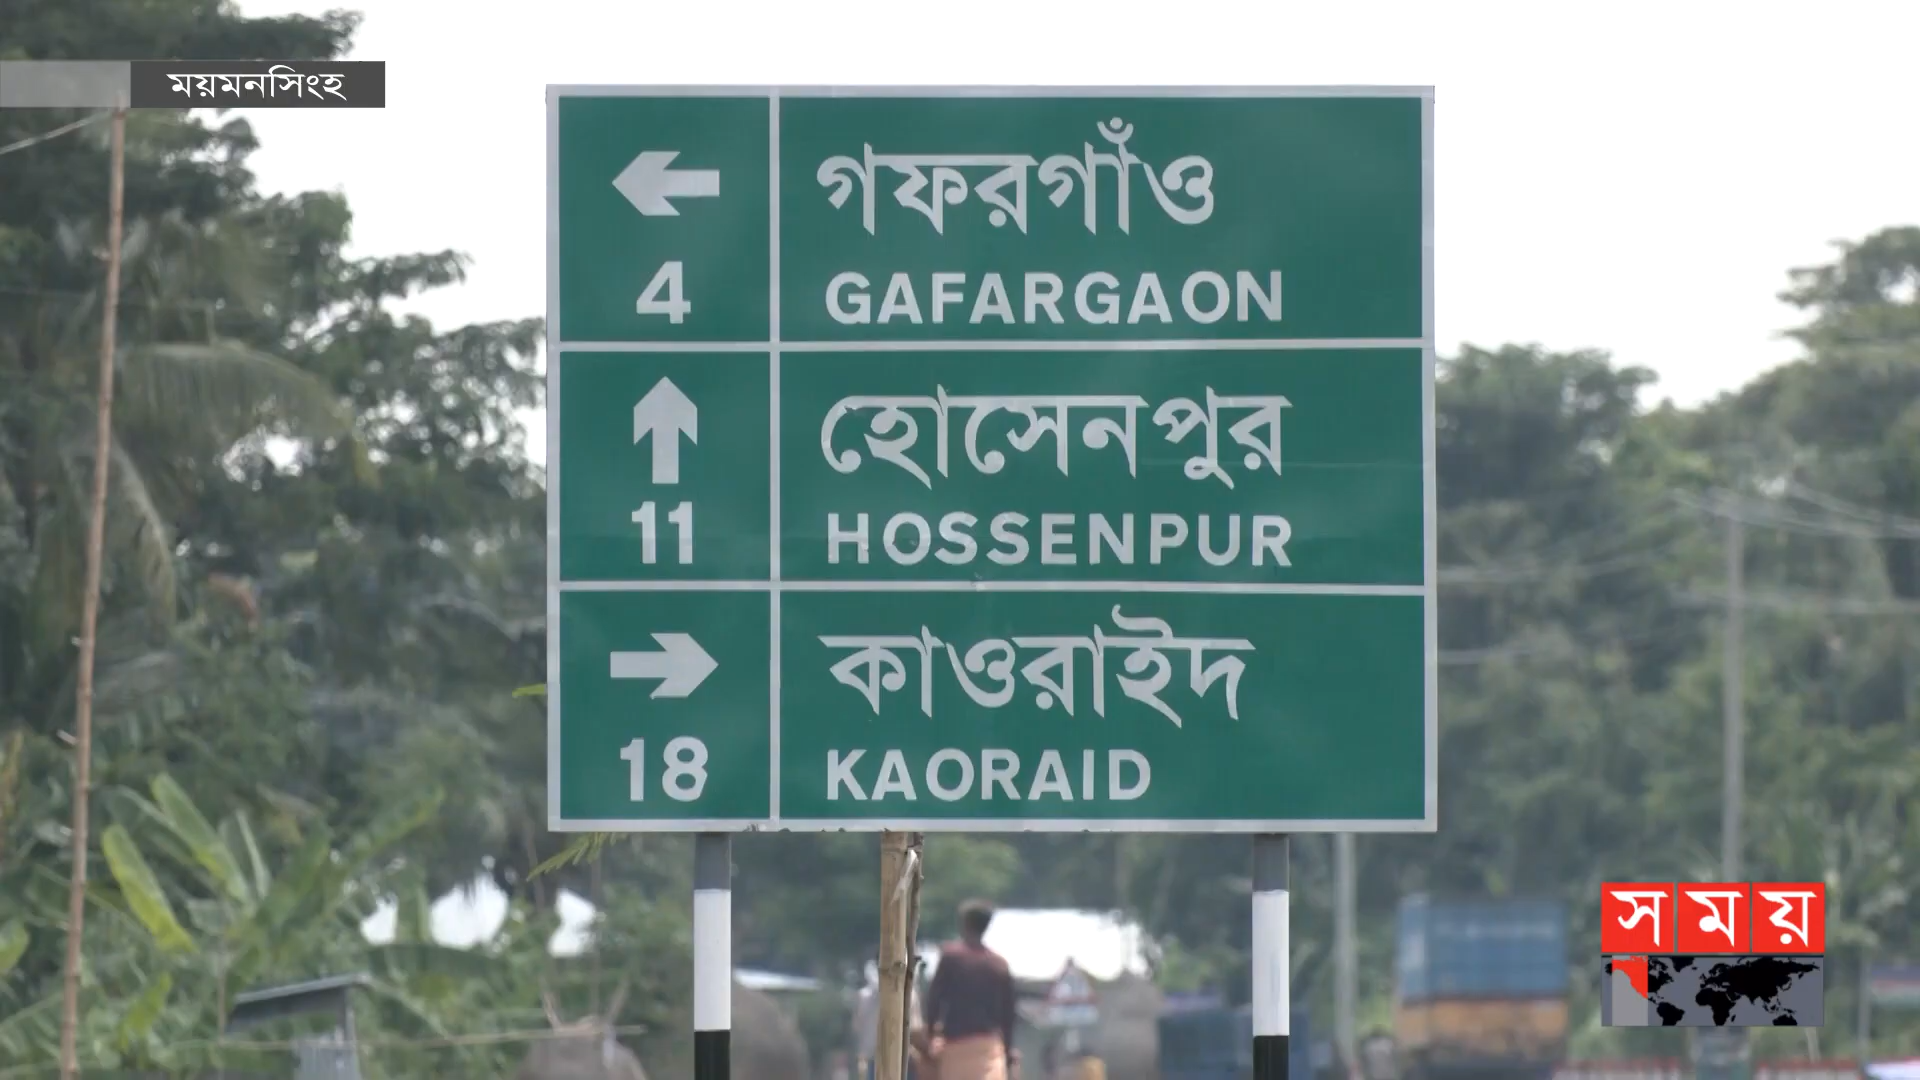 ময়মনসিংহ
গফরগাঁও
4
GAFARGAON
হোসেনপুর
11
HOSSENPUR
কাওরাইদ
18
KAORAID
সময়